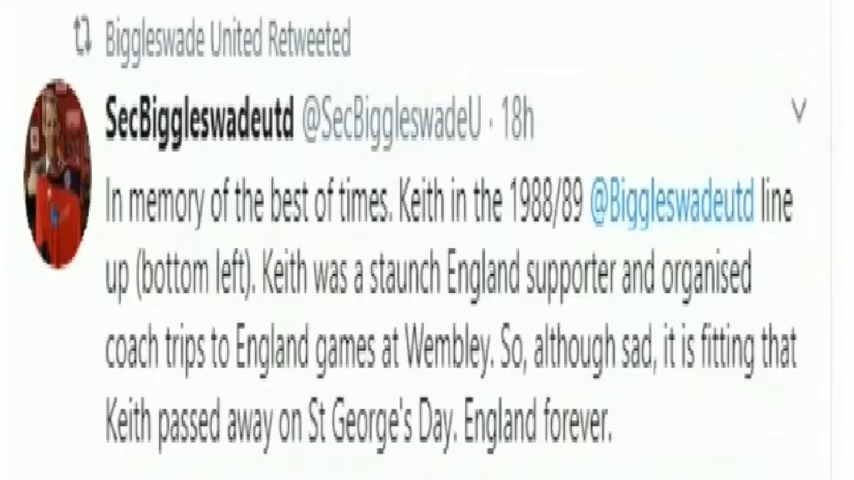 Biggleswade United Retweeted
SecBiggleswadeutd @SecBiggleswadeU · 18h
In memory of the best of times. Keith in the 1988/89 @Biggleswadeutd line
up (bottom left). Keith was a staunch England supporter and organised
coach trips to England games at Wembley. So, although sad, it is fitting that
Keith passed away on St George's Day. England forever.